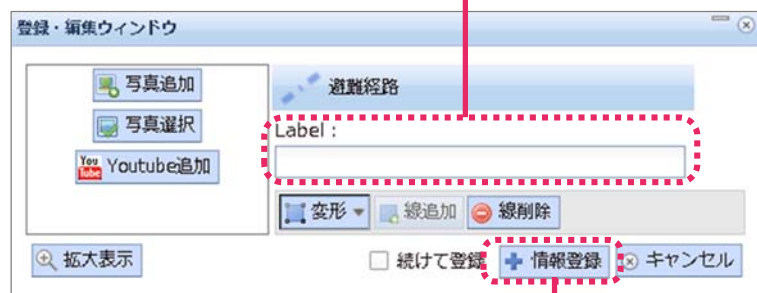 登録・編集ウィンドウ
写真追加
写真選択
You Tube Youtube追加
避難経路
Label :
変形 線追加 線削除
拡大表示 続けて登録 情報登録 キャンセル